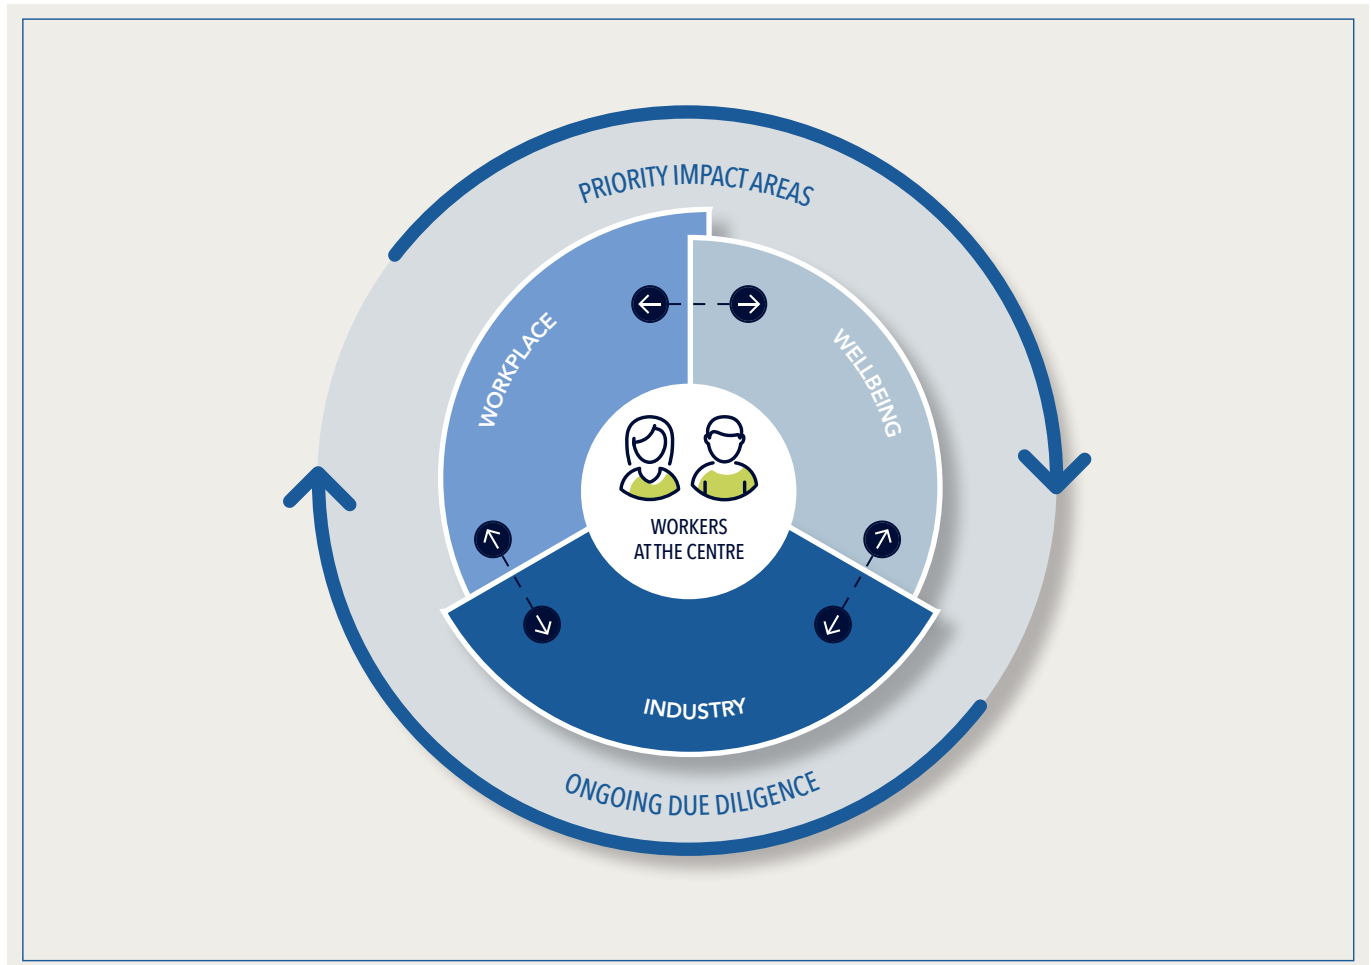 PRIORITY IMPACT AREAS
WORKPLACE
WELLBEING
WORKERS
AT THE CENTRE
INDUSTRY
ONGOING DUE DILIGENCE